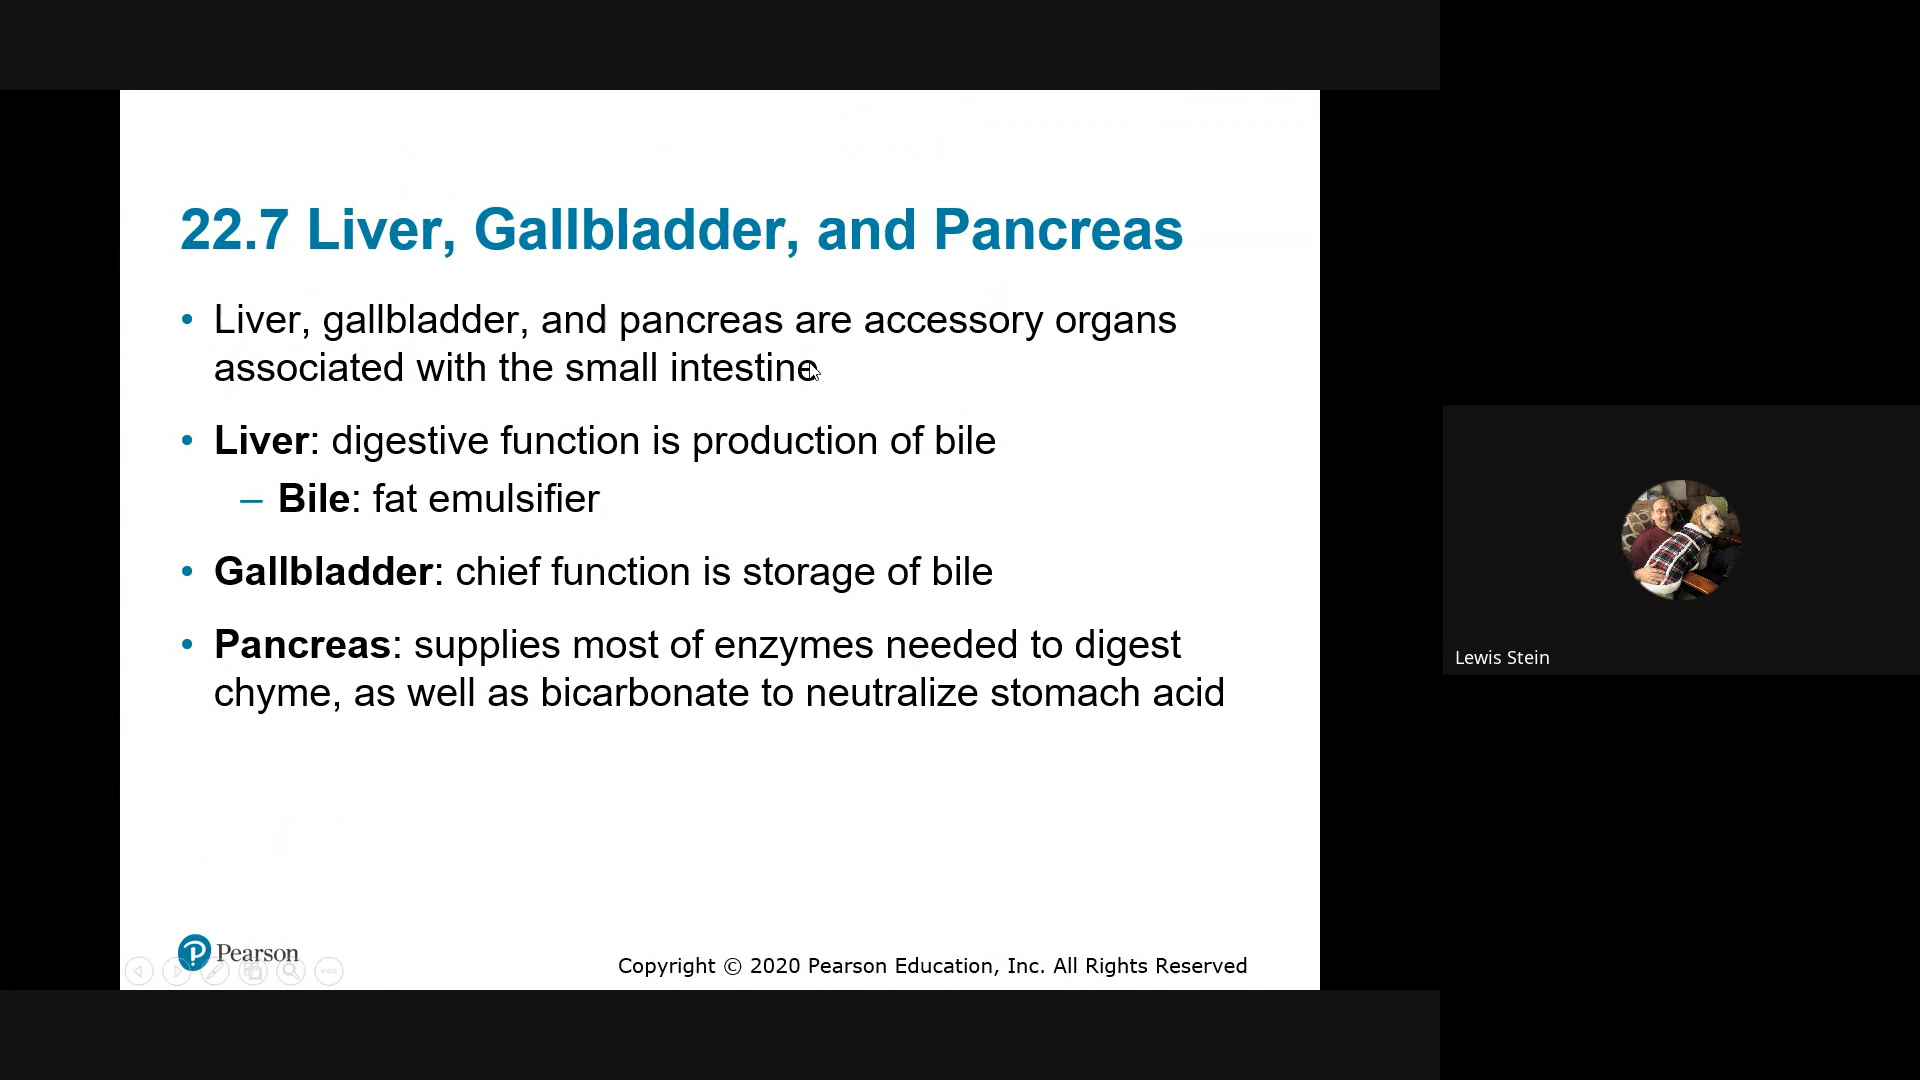 22.7 Liver, Gallbladder, and Pancreas
• Liver, gallbladder, and pancreas are accessory organs
associated with the small intestine
• Liver: digestive function is production of bile
– Bile: fat emulsifier
• Gallbladder: chief function is storage of bile
• Pancreas: supplies most of enzymes needed to digest
chyme, as well as bicarbonate to neutralize stomach acid
Pearson
Copyright © 2020 Pearson Education, Inc. All Rights Reserved
Lewis Stein